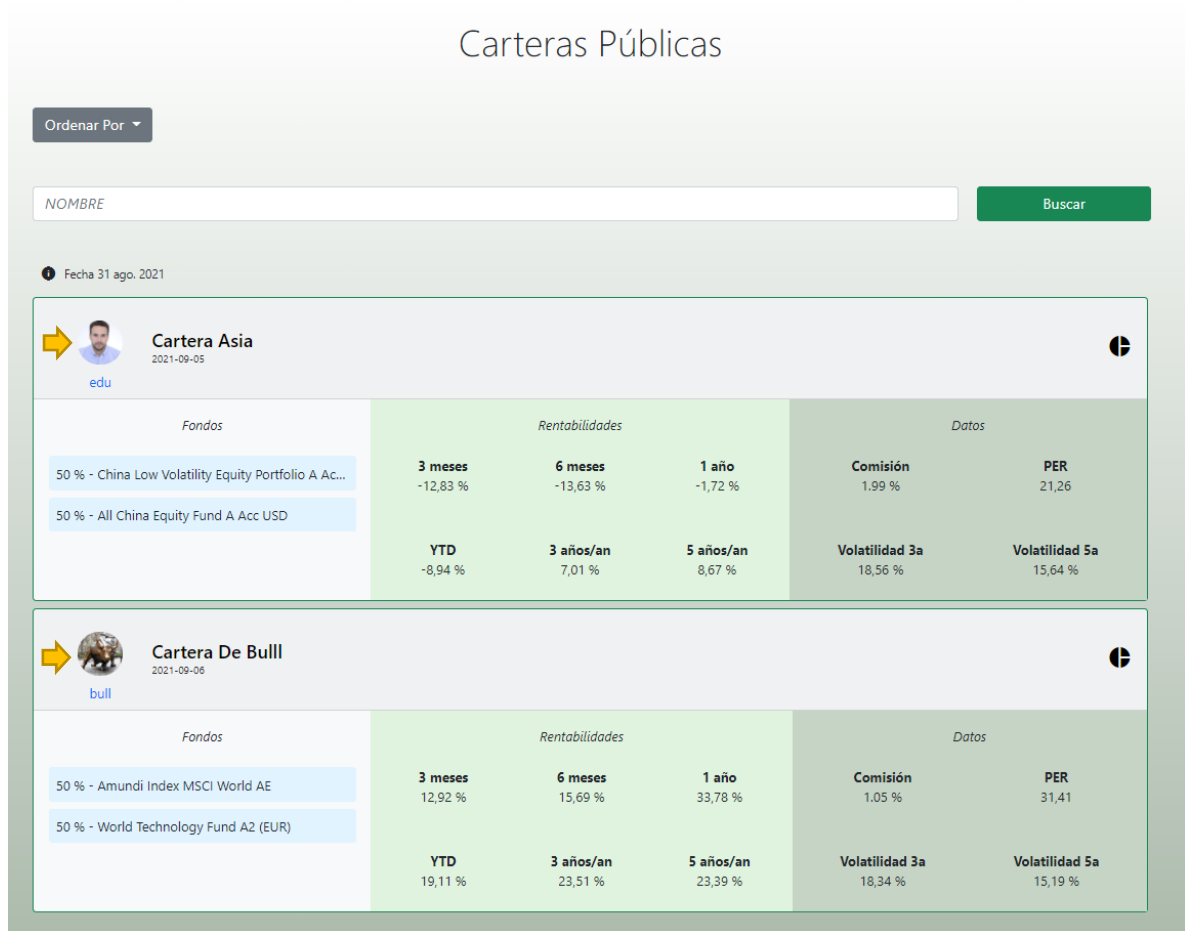 Carteras Públicas
Ordenar Por
NOMBRE
Buscar
Fecha 31 ago. 2021
Cartera Asia
2021-09-05
edu
Fondos
Rentabilidades
Datos
50 % - China Low Volatility Equity Portfolio A Ac...
50 % - All China Equity Fund A Acc USD
3 meses 6 meses 1 año
-12,83 % -13,63 % -1,72 %
YTD 3 años/an 5 años/an
-8,94 % 7,01 % 8,67 %
Comisión PER
1.99 % 21,26
Volatilidad 3a Volatilidad 5a
18,56 % 15,64 %
Cartera De Bulll
2021-09-06
bull
Fondos
Rentabilidades
Datos
50 % - Amundi Index MSCI World AE
50 % - World Technology Fund A2 (EUR)
3 meses 6 meses 1 año
12,92 % 15,69 % 33,78 %
YTD 3 años/an 5 años/an
19,11 % 23,51 % 23,39 %
Comisión PER
1.05 % 31,41
Volatilidad 3a Volatilidad 5a
18,34 % 15,19 %